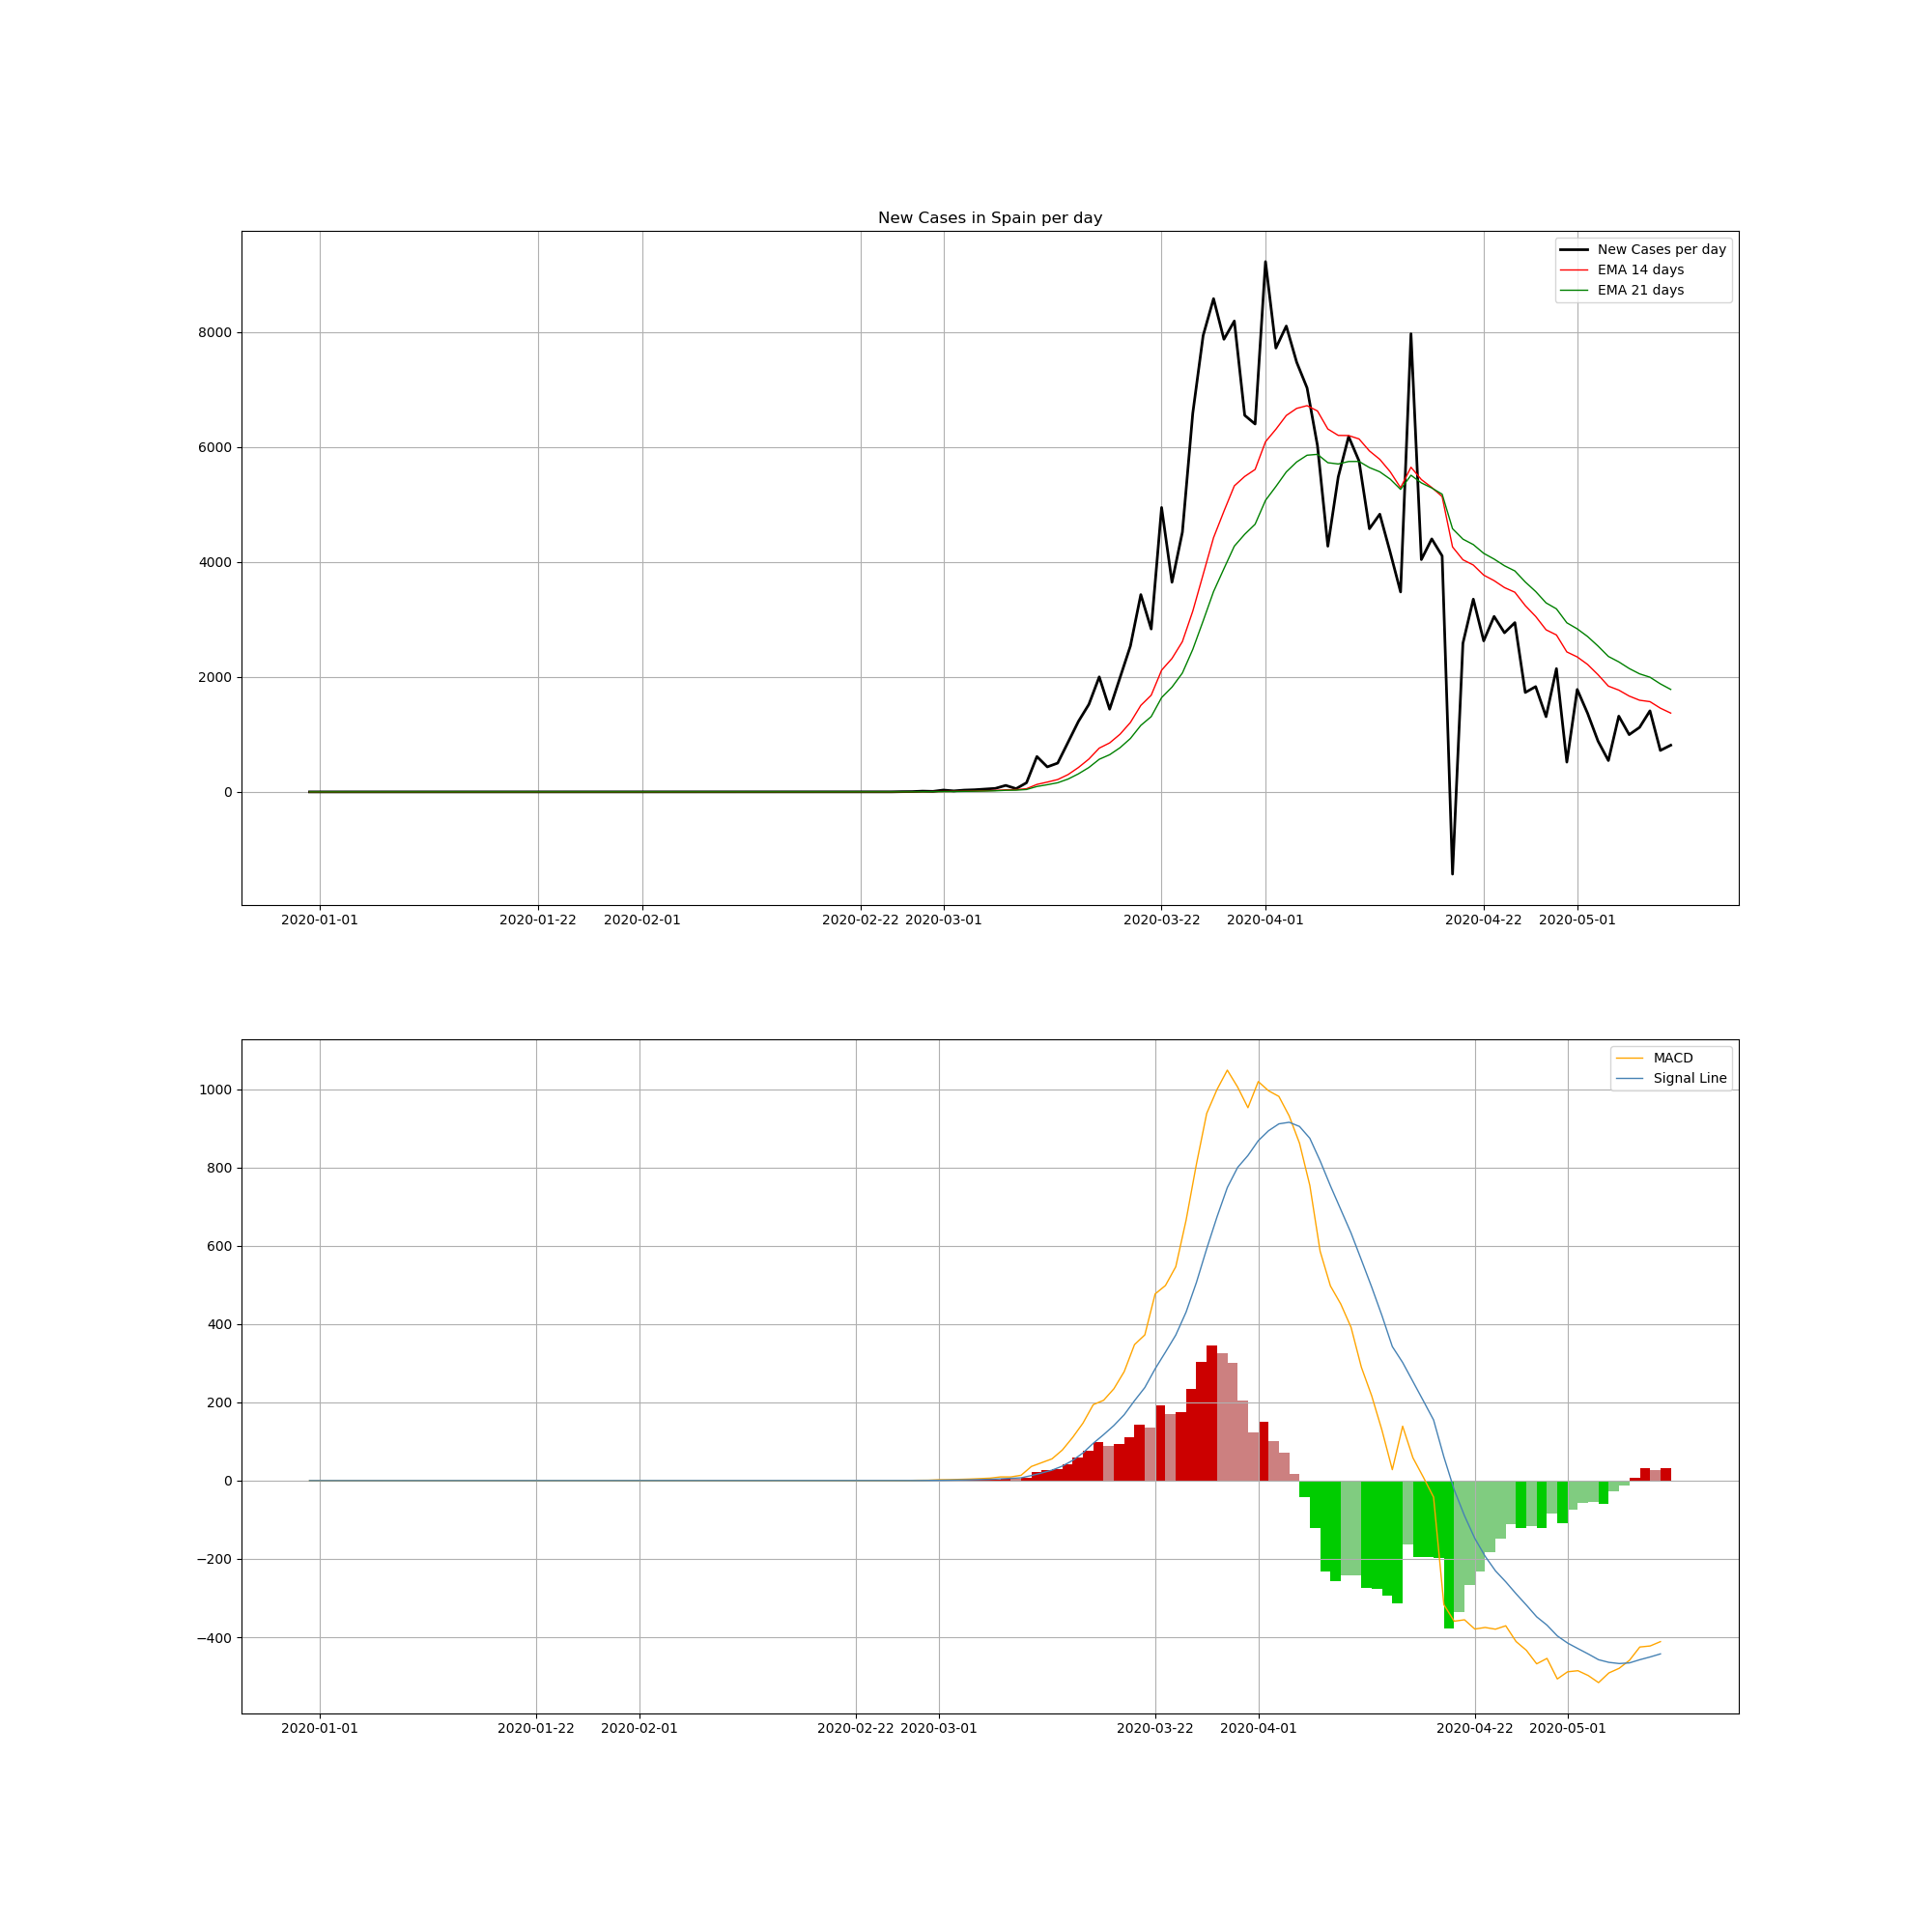 New Cases in Spain per day
New Cases per day
EMA 14 days
EMA 21 days
8000
6000
4000
2000
0
2020-01-01 2020-01-22 2020-02-01 2020-02-22 2020-03-01 2020-03-22 2020-04-01 2020-04-22 2020-05-01
MACD
Signal Line
1000
800
600
400
200
0
−200
−400
2020-01-01 2020-01-22 2020-02-01 2020-02-22 2020-03-01 2020-03-22 2020-04-01 2020-04-22 2020-05-01